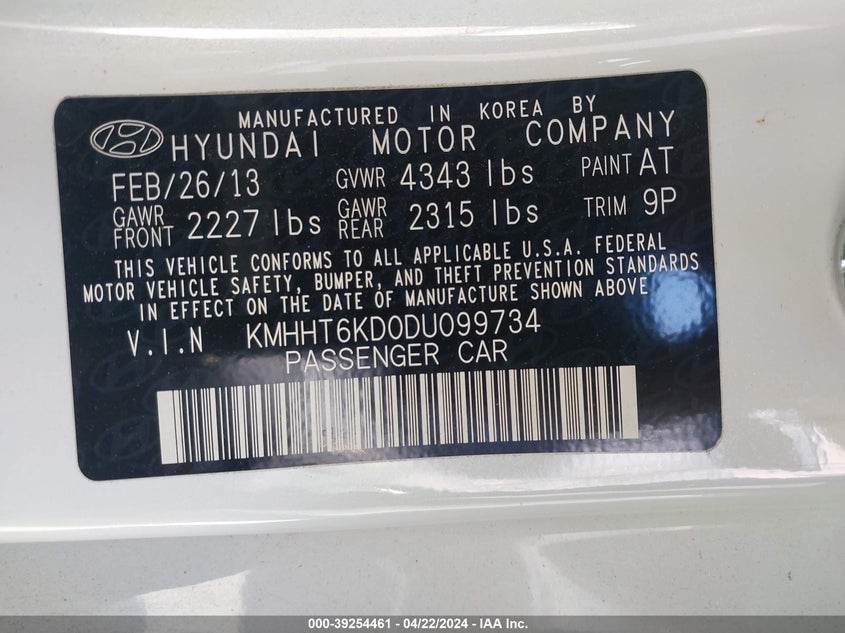 MANUFACTURED IN KOREA BY
HYUNDAI MOTOR COMPANY
FEB/26/13 GVWR 4343 lbs PAINT AT
GAWR FRONT 2227 lbs GAWR REAR 2315 lbs TRIM 9P
THIS VEHICLE CONFORMS TO ALL APPLICABLE U.S.A. FEDERAL
MOTOR VEHICLE SAFETY, BUMPER, AND THEFT PREVENTION STANDARDS
IN EFFECT ON THE DATE OF MANUFACTURE SHOWN ABOVE
V.I.N KMHHT6KD0DU099734
PASSENGER CAR
000-39254461 - 04/22/2024 - IAA Inc.